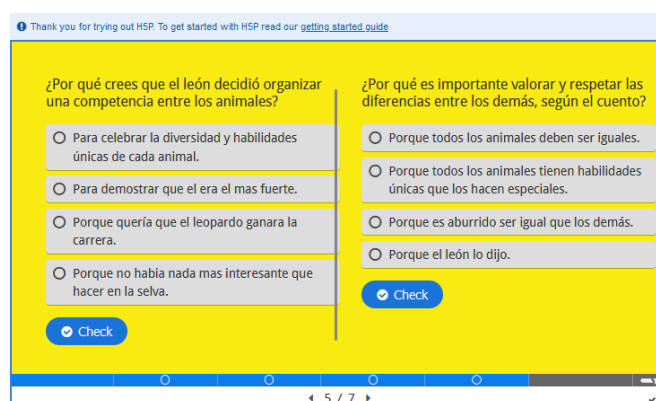 Thank you for trying out H5P. To get started with H5P read our getting started guide
¿Por qué crees que el león decidió organizar
una competencia entre los animales?
Para celebrar la diversidad y habilidades
únicas de cada animal.
Para demostrar que el era el mas fuerte.
Porque quería que el leopardo ganara la
carrera.
Porque no habia nada mas interesante que
hacer en la selva.
Check
¿Por qué es importante valorar y respetar las
diferencias entre los demás, según el cuento?
Porque todos los animales deben ser iguales.
Porque todos los animales tienen habilidades
únicas que los hacen especiales.
Porque es aburrido ser igual que los demás.
Porque el león lo dijo.
Check
5 / 7